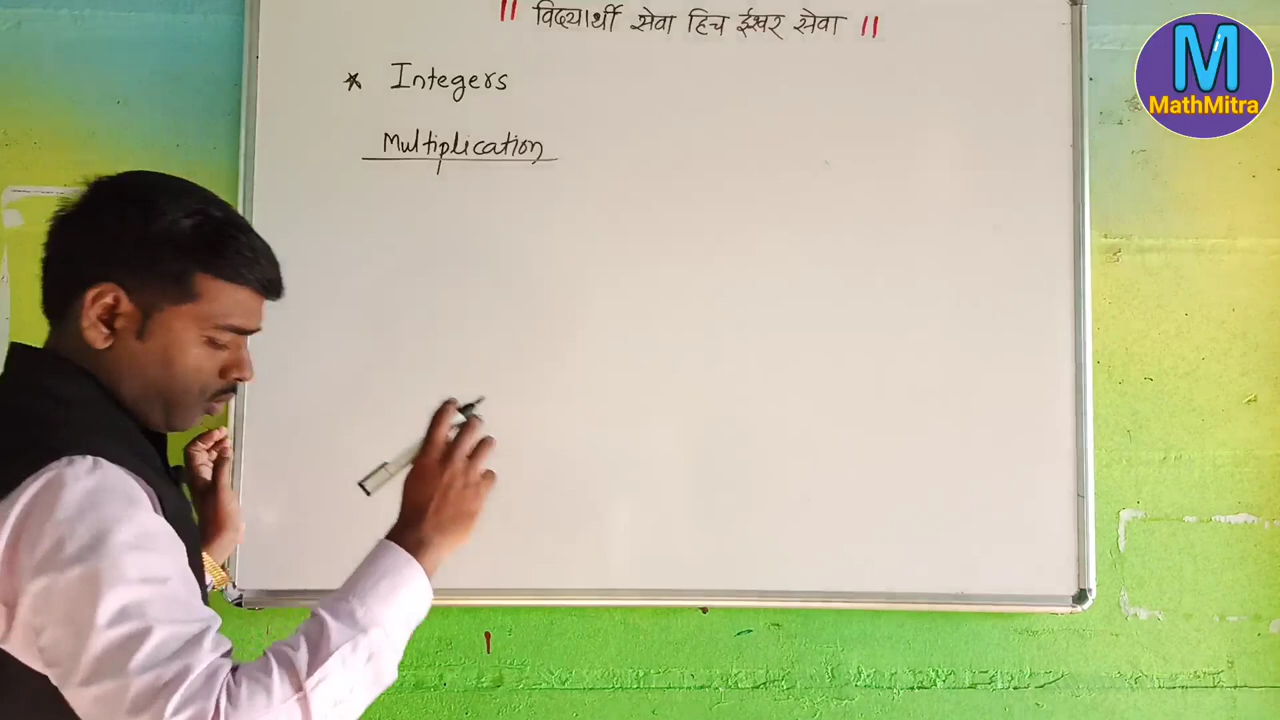 || विद्यार्थी सेवा हिच ईश्वर सेवा ||
M
MathMitra
* Integers
Multiplication